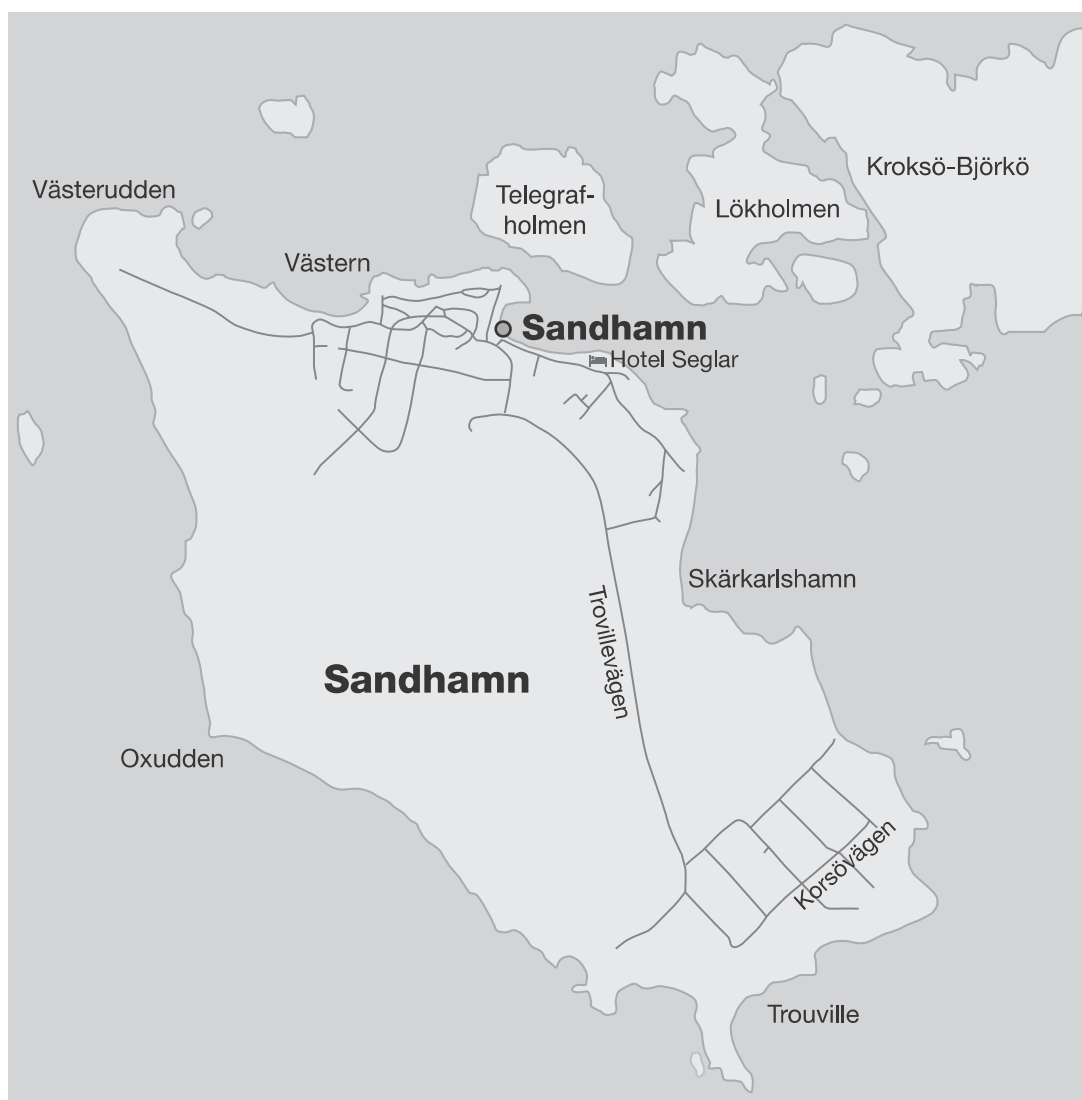 Västerudden
Telegraf-
holmen
Lökholmen
Kroksö-Björkö
Västern
Sandhamn
Hotel Seglar
Skärkarlshamn
Trovillevägen
Sandhamn
Oxudden
Korsövägen
Trouville